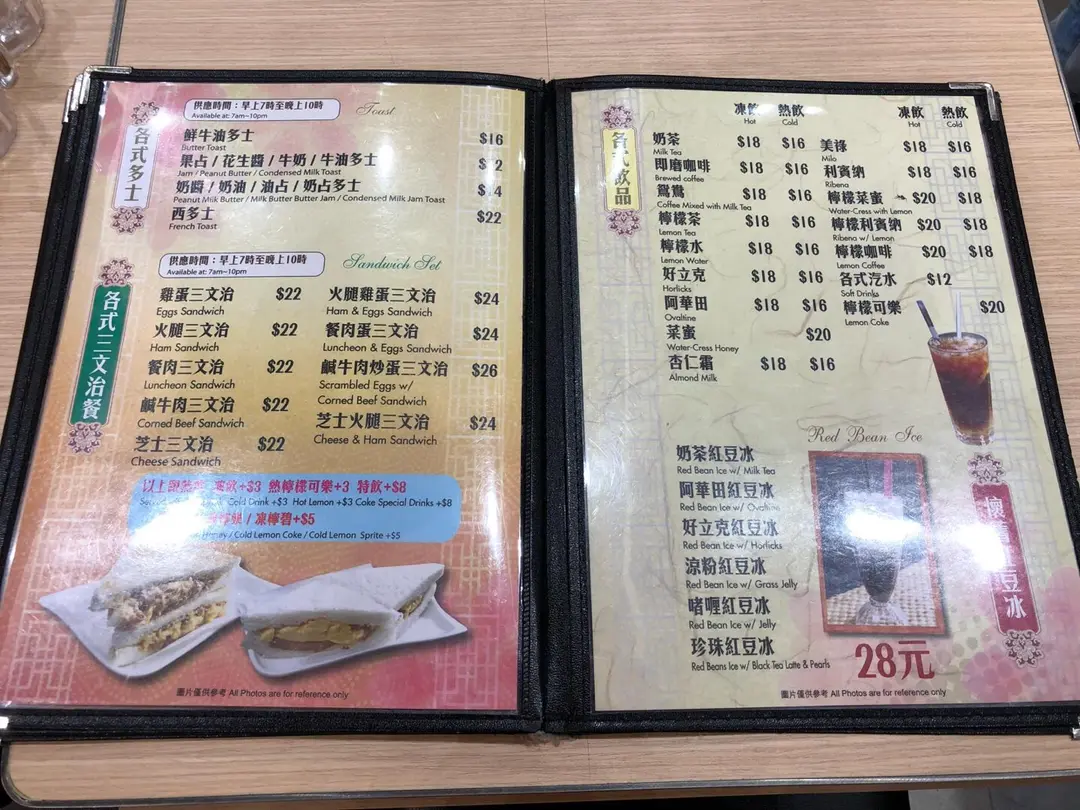 供應時間：早上7時至晚上10時
Available at: 7am~10pm
Toast
各式多士
鮮牛油多士 $16
Butter Toast
果占 / 花生醬 / 牛奶 / 牛油多士
Jam / Peanut Butter / Condensed Milk Toast
奶醬 / 奶油 / 油占 / 奶占多士
Peanut Milk Butter / Milk Butter Butter Jam / Condensed Milk Jam Toast
西多士 $22
French Toast
供應時間：早上7時至晚上10時
Available at: 7am~10pm
Sandwich Set
各式三文治餐
雞蛋三文治 $22
Eggs Sandwich
火腿三文治 $22
Ham Sandwich
餐肉三文治 $22
Luncheon Sandwich
鹹牛肉三文治 $22
Corned Beef Sandwich
芝士三文治 $22
Cheese Sandwich
火腿雞蛋三文治 $24
Ham & Eggs Sandwich
餐肉蛋三文治 $24
Luncheon & Eggs Sandwich
鹹牛肉炒蛋三文治 $26
Scrambled Eggs w/
Corned Beef Sandwich
芝士火腿三文治 $24
Cheese & Ham Sandwich
+$3 熱檸檬可樂+3 特飲+$8
Cold Drink +$3 Hot Lemon +$3 Coke Special Drinks +$8
/ 凍檸碧+$5
Honey / Cold Lemon Coke / Cold Lemon Sprite +$5
圖片僅供參考 All Photos are for reference only
各式飲品
凍飲 熱飲
Hot Cold
奶茶 $18 $16
Milk Tea
即磨咖啡 $18 $16
Brewed coffee
鴛鴦 $18 $16
Coffee Mixed with Milk Tea
檸檬茶 $18 $16
Lemon Tea
檸檬水 $18 $16
Lemon Water
好立克 $18 $16
Horlicks
阿華田 $18 $16
Ovaltine
菜蜜 $20
Water-Cress Honey
杏仁霜 $18 $16
Almond Milk
凍飲 熱飲
Hot Cold
美祿 $18 $16
Milo
利賓納 $18 $16
Ribena
檸檬菜蜜 $20 $18
Water-Cress with Lemon
檸檬利賓納 $20 $18
Ribena w/ Lemon
檸檬咖啡 $20 $18
Lemon Coffee
各式汽水 $12
Soft Drinks
檸檬可樂 $20
Lemon Coke
Red Bean Ice
奶茶紅豆冰
Red Bean Ice w/ Milk Tea
阿華田紅豆冰
Red Bean Ice w/ Ovaltine
好立克紅豆冰
Red Bean Ice w/ Horlicks
涼粉紅豆冰
Red Bean Ice w/ Grass Jelly
啫喱紅豆冰
Red Bean Ice w/ Jelly
珍珠紅豆冰
Red Beans Ice w/ Black Tea Latte & Pearls
懷豆冰
28元
圖片僅供參考 All Photos are for reference only